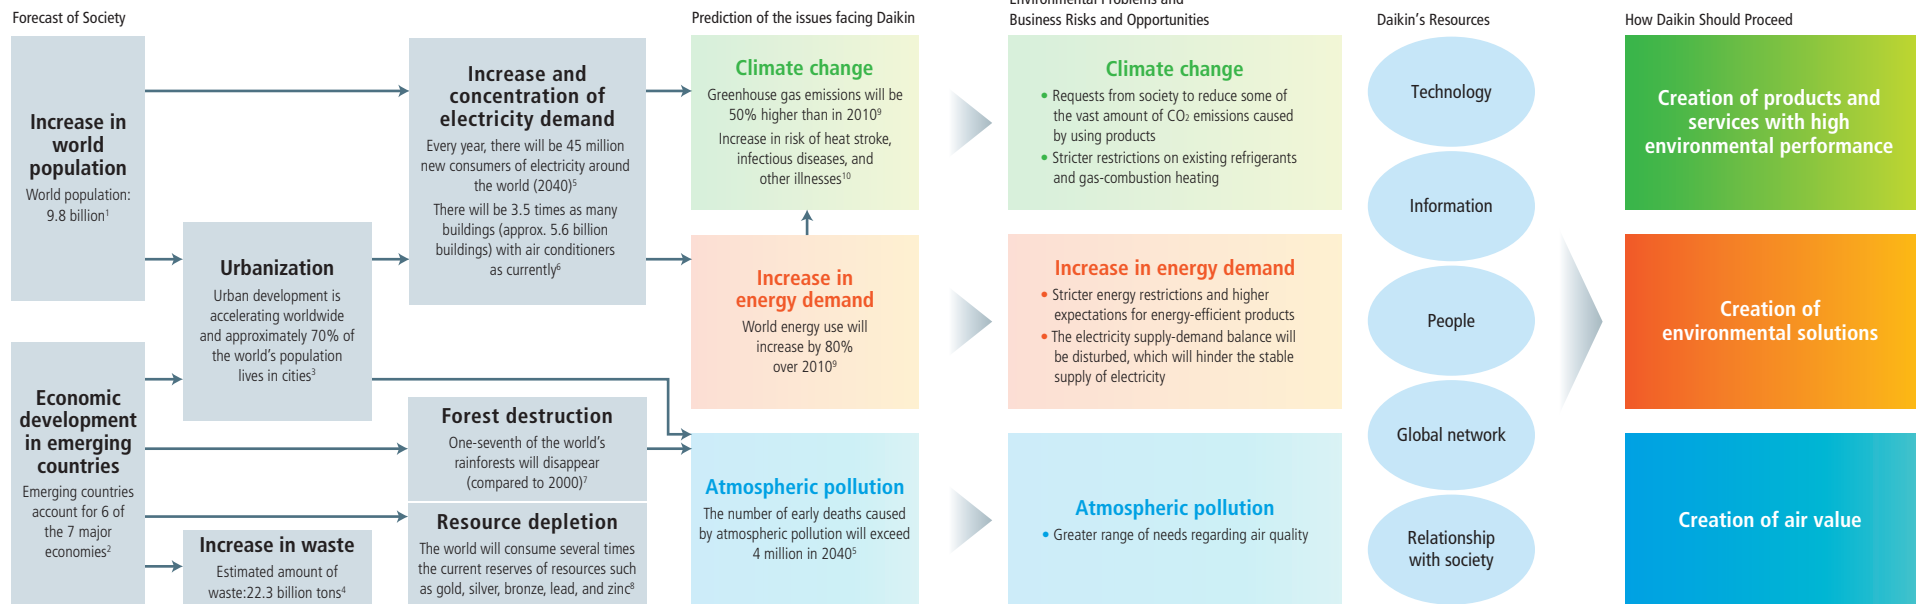 Forecast of Society
Increase in
world
population
World population:
9.8 billion1
Economic
development
in emerging
countries
Emerging countries
account for 6 of
the 7 major
economies2
Urbanization
Urban development is
accelerating worldwide
and approximately 70% of
the world's population
lives in cities3
Increase in waste
Estimated amount of
waste:22.3 billion tons4
Increase and
concentration of
electricity demand
Every year, there will be 45 million
new consumers of electricity around
the world (2040)5
There will be 3.5 times as many
buildings (approx. 5.6 billion
buildings) with air conditioners
as currently6
Forest destruction
One-seventh of the world's
rainforests will disappear
(compared to 2000)7
Resource depletion
The world will consume several times
the current reserves of resources such
as gold, silver, bronze, lead, and zinc8
Prediction of the issues facing Daikin
Climate change
Greenhouse gas emissions will be
50% higher than in 20109
Increase in risk of heat stroke,
infectious diseases, and
other illnesses10
Increase in
energy demand
World energy use will
increase by 80%
over 20109
Atmospheric pollution
The number of early deaths caused
by atmospheric pollution will exceed
4 million in 20405
Environmental Problems and
Business Risks and Opportunities
Climate change
• Requests from society to reduce some of
the vast amount of CO2 emissions caused
by using products
• Stricter restrictions on existing refrigerants
and gas-combustion heating
Increase in energy demand
• Stricter energy restrictions and higher
expectations for energy-efficient products
• The electricity supply-demand balance will
be disturbed, which will hinder the stable
supply of electricity
Atmospheric pollution
• Greater range of needs regarding air quality
Daikin's Resources
Technology
Information
People
Global network
Relationship
with society
How Daikin Should Proceed
Creation of products and
services with high
environmental performance
Creation of
environmental solutions
Creation of air value